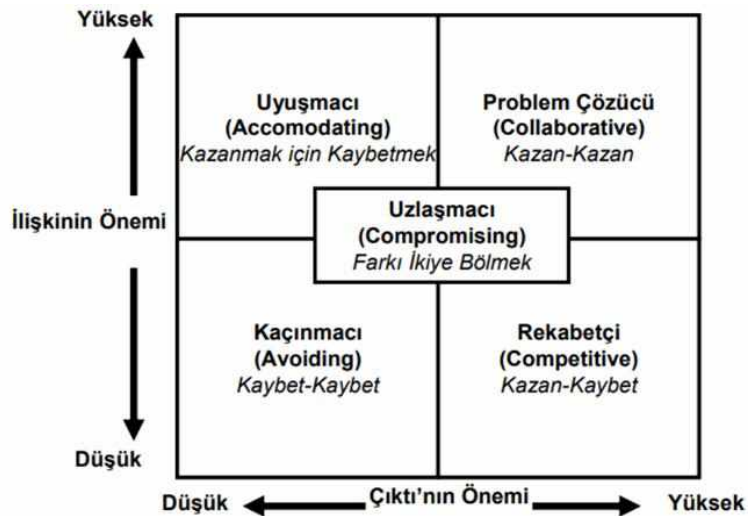 Yüksek
Uyuşmacı
(Accomodating)
Kazanmak için Kaybetmek
Problem Çözücü
(Collaborative)
Kazan-Kazan
İlişkinin Önemi
Uzlaşmacı
(Compromising)
Farkı İkiye Bölmek
Kaçınmacı
(Avoiding)
Kaybet-Kaybet
Rekabetçi
(Competitive)
Kazan-Kaybet
Düşük
Düşük
Çıktı’nın Önemi
Yüksek